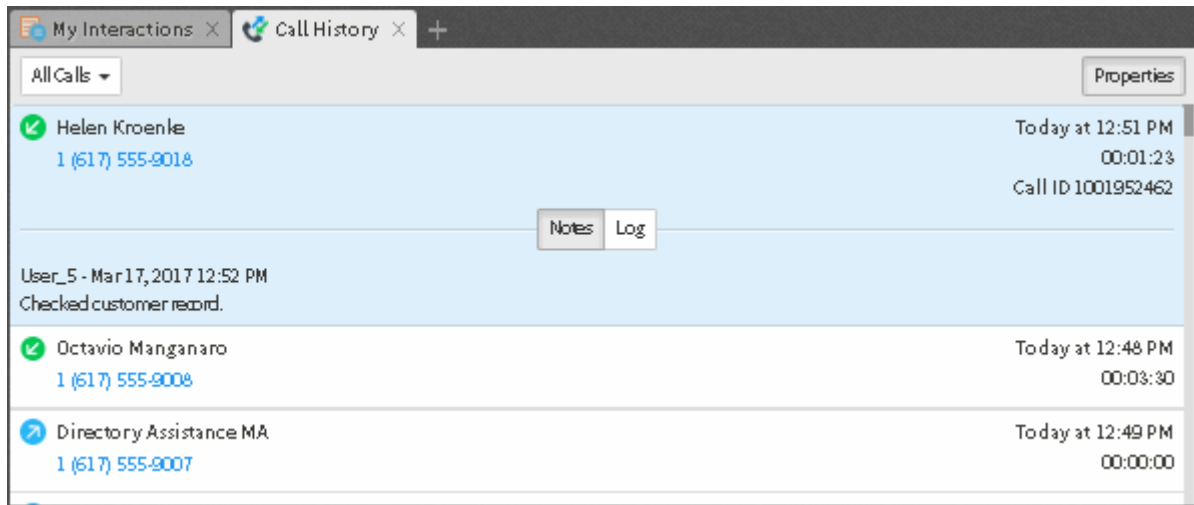 My Interactions
Call History
All Calls
Properties
Helen Kroenke
Today at 12:51 PM
1 (617) 555-9018
00:01:23
Call ID 1001952462
Notes Log
User_5 - Mar 17, 2017 12:52 PM
Checked customer record.
Octavio Manganaro
Today at 12:48 PM
1 (617) 555-9008
00:03:30
Directory Assistance MA
Today at 12:49 PM
1 (617) 555-9007
00:00:00